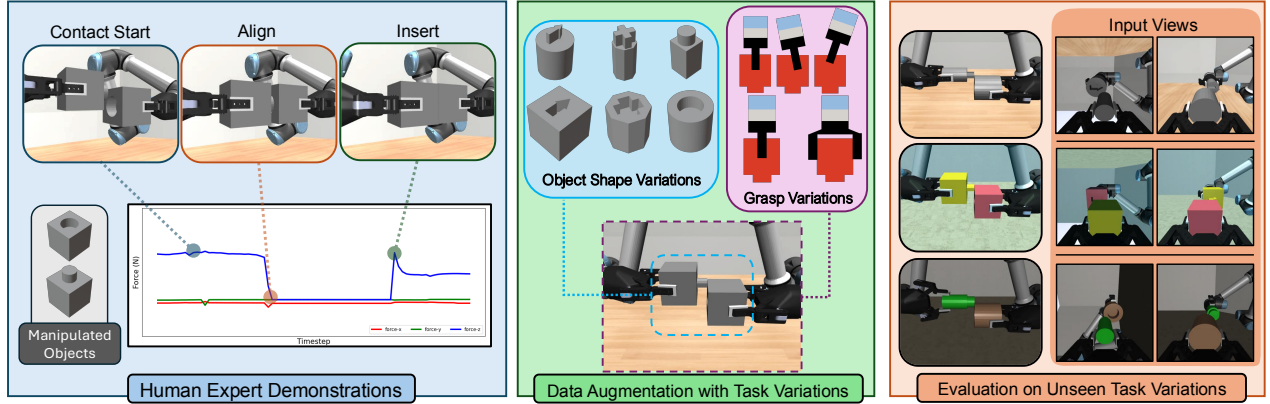 Contact Start
Align
Insert
Manipulated
Objects
Force (N)
force-x
force-y
force-z
Timestep
Human Expert Demonstrations
Object Shape Variations
Grasp Variations
Data Augmentation with Task Variations
Input Views
Evaluation on Unseen Task Variations